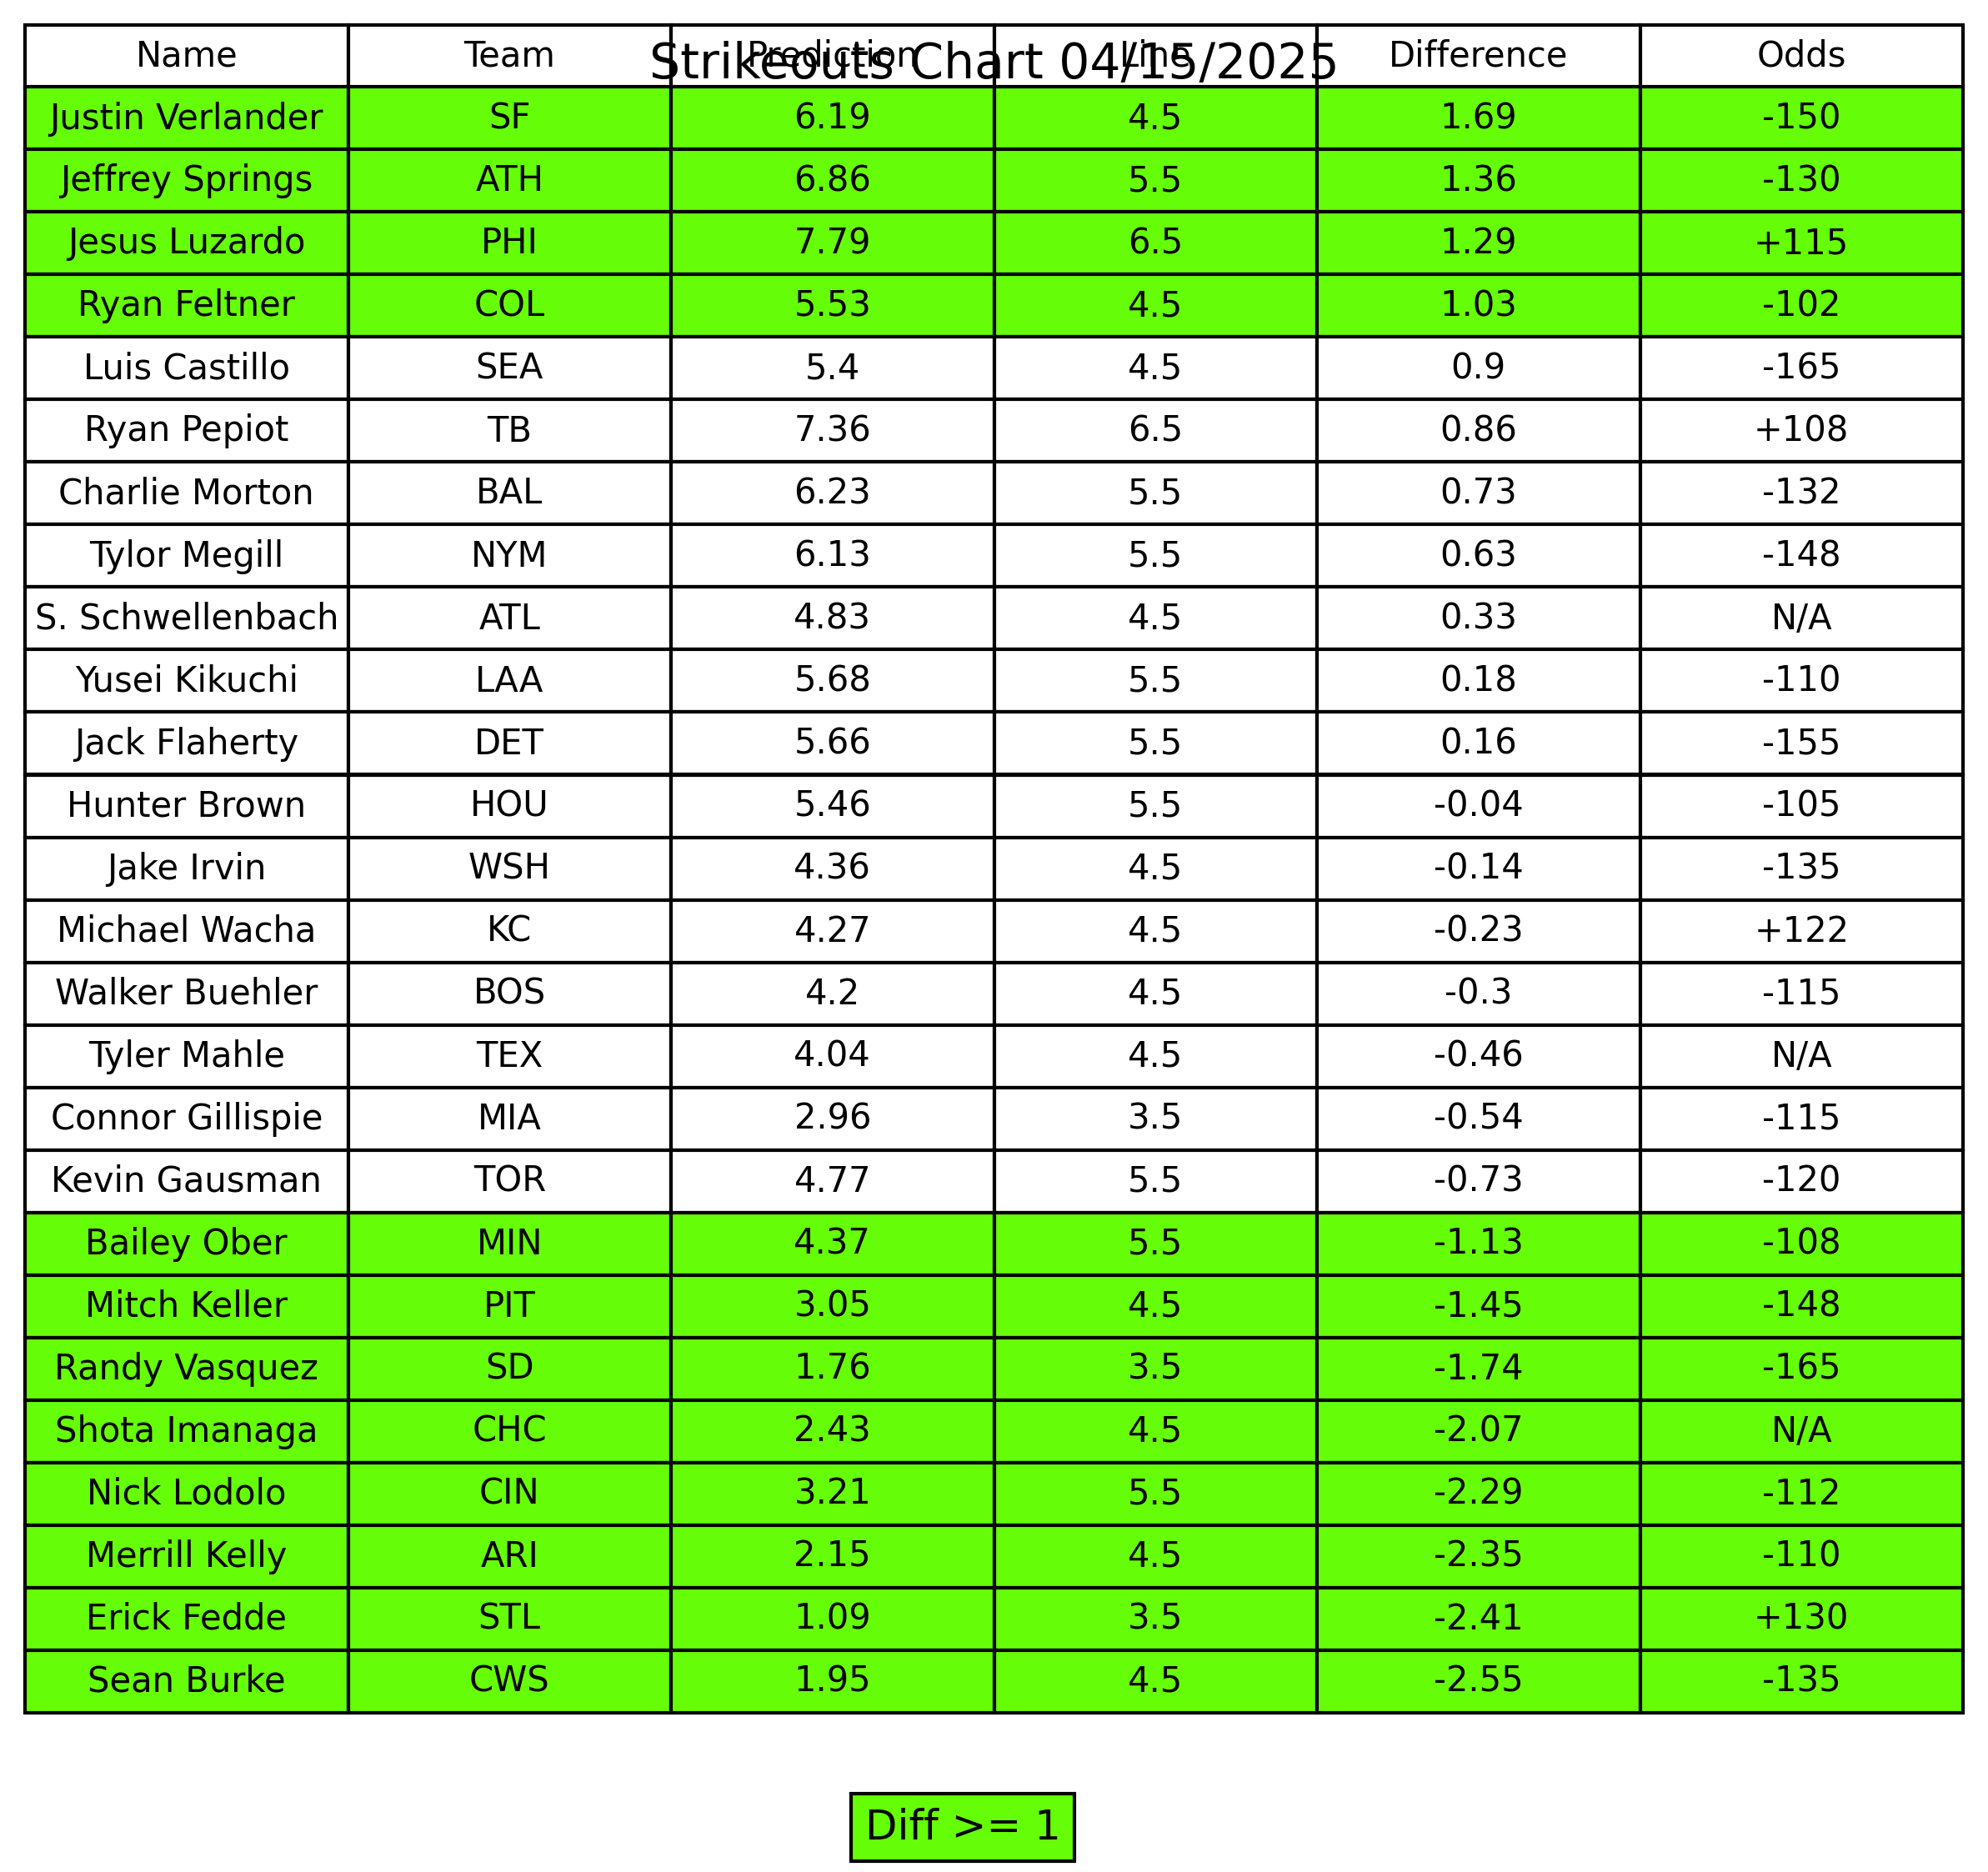 Strikeouts Chart 04/15/2025
Name Team Prediction Line Difference Odds
Justin Verlander SF 6.19 4.5 1.69 -150
Jeffrey Springs ATH 6.86 5.5 1.36 -130
Jesus Luzardo PHI 7.79 6.5 1.29 +115
Ryan Feltner COL 5.53 4.5 1.03 -102
Luis Castillo SEA 5.4 4.5 0.9 -165
Ryan Pepiot TB 7.36 6.5 0.86 +108
Charlie Morton BAL 6.23 5.5 0.73 -132
Tylor Megill NYM 6.13 5.5 0.63 -148
S. Schwellenbach ATL 4.83 4.5 0.33 N/A
Yusei Kikuchi LAA 5.68 5.5 0.18 -110
Jack Flaherty DET 5.66 5.5 0.16 -155
Hunter Brown HOU 5.46 5.5 -0.04 -105
Jake Irvin WSH 4.36 4.5 -0.14 -135
Michael Wacha KC 4.27 4.5 -0.23 +122
Walker Buehler BOS 4.2 4.5 -0.3 -115
Tyler Mahle TEX 4.04 4.5 -0.46 N/A
Connor Gillispie MIA 2.96 3.5 -0.54 -115
Kevin Gausman TOR 4.77 5.5 -0.73 -120
Bailey Ober MIN 4.37 5.5 -1.13 -108
Mitch Keller PIT 3.05 4.5 -1.45 -148
Randy Vasquez SD 1.76 3.5 -1.74 -165
Shota Imanaga CHC 2.43 4.5 -2.07 N/A
Nick Lodolo CIN 3.21 5.5 -2.29 -112
Merrill Kelly ARI 2.15 4.5 -2.35 -110
Erick Fedde STL 1.09 3.5 -2.41 +130
Sean Burke CWS 1.95 4.5 -2.55 -135
Diff >= 1